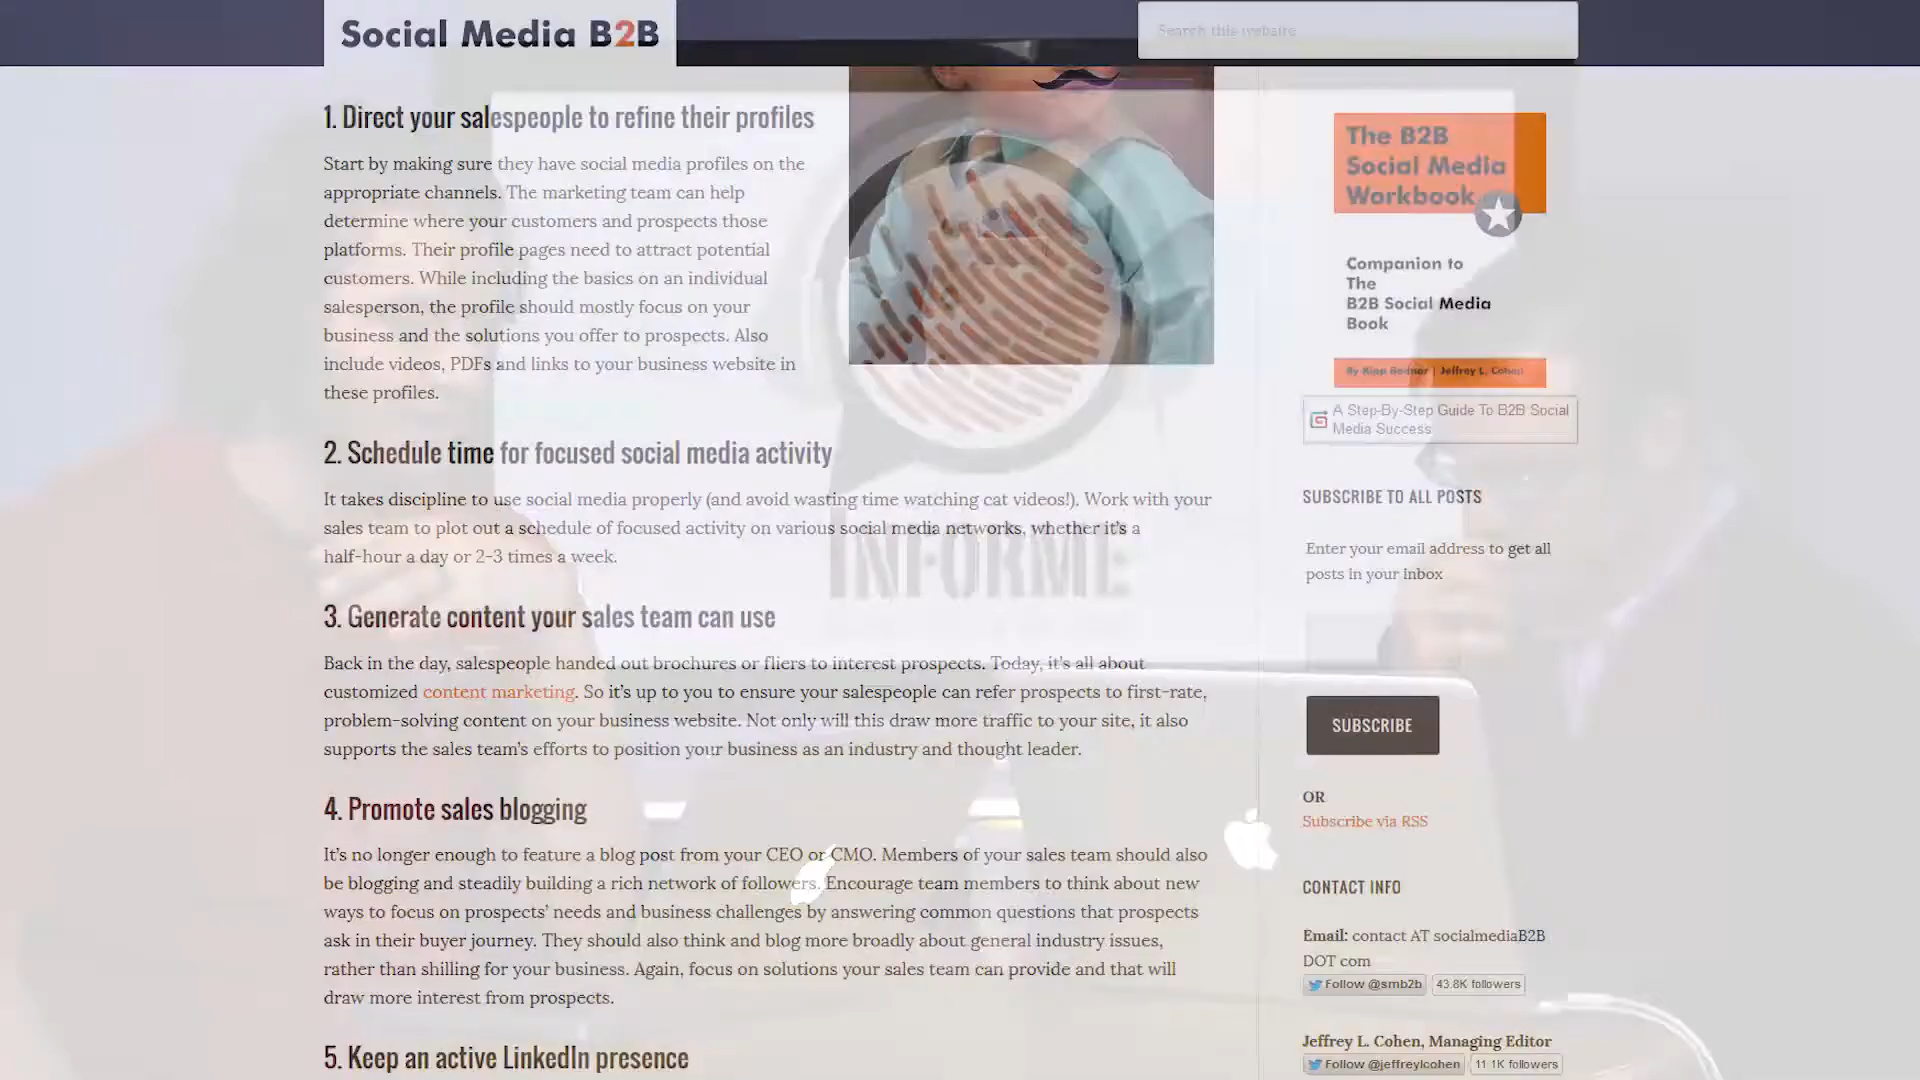 Social Media B2B
Search this website
1. Direct your salespeople to refine their profiles
Start by making sure they have social media profiles on the
appropriate channels. The marketing team can help
determine where your customers and prospects those
platforms. Their profile pages need to attract potential
customers. While including the basics on an individual
salesperson, the profile should mostly focus on your
business and the solutions you offer to prospects. Also
include videos, PDFs and links to your business website in
these profiles.
2. Schedule time for focused social media activity
It takes discipline to use social media properly (and avoid wasting time watching cat videos!). Work with your
sales team to plot out a schedule of focused activity on various social media networks, whether it's a
half-hour a day or 2-3 times a week.
INFORME
3. Generate content your sales team can use
Back in the day, salespeople handed out brochures or fliers to interest prospects. Today, it's all about
customized content marketing. So it's up to you to ensure your salespeople can refer prospects to first-rate,
problem-solving content on your business website. Not only will this draw more traffic to your site, it also
supports the sales team's efforts to position your business as an industry and thought leader.
4. Promote sales blogging
It's no longer enough to feature a blog post from your CEO or CMO. Members of your sales team should also
be blogging and steadily building a rich network of followers. Encourage team members to think about new
ways to focus on prospects' needs and business challenges by answering common questions that prospects
ask in their buyer journey. They should also think and blog more broadly about general industry issues,
rather than shilling for your business. Again, focus on solutions your sales team can provide and that will
draw more interest from prospects.
5. Keep an active LinkedIn presence
The B2B
Social Media
Workbook
Companion to
The
B2B Social Media
Book
By Kipp Bodnar | Jeffrey L. Cohen
A Step-By-Step Guide To B2B Social
Media Success
SUBSCRIBE TO ALL POSTS
Enter your email address to get all
posts in your inbox
SUBSCRIBE
OR
Subscribe via RSS
CONTACT INFO
Email: contact AT socialmediaB2B
DOT com
Follow @smb2b 43.8K followers
Jeffrey L. Cohen, Managing Editor
Follow @jeffreylcohen 11.1K followers